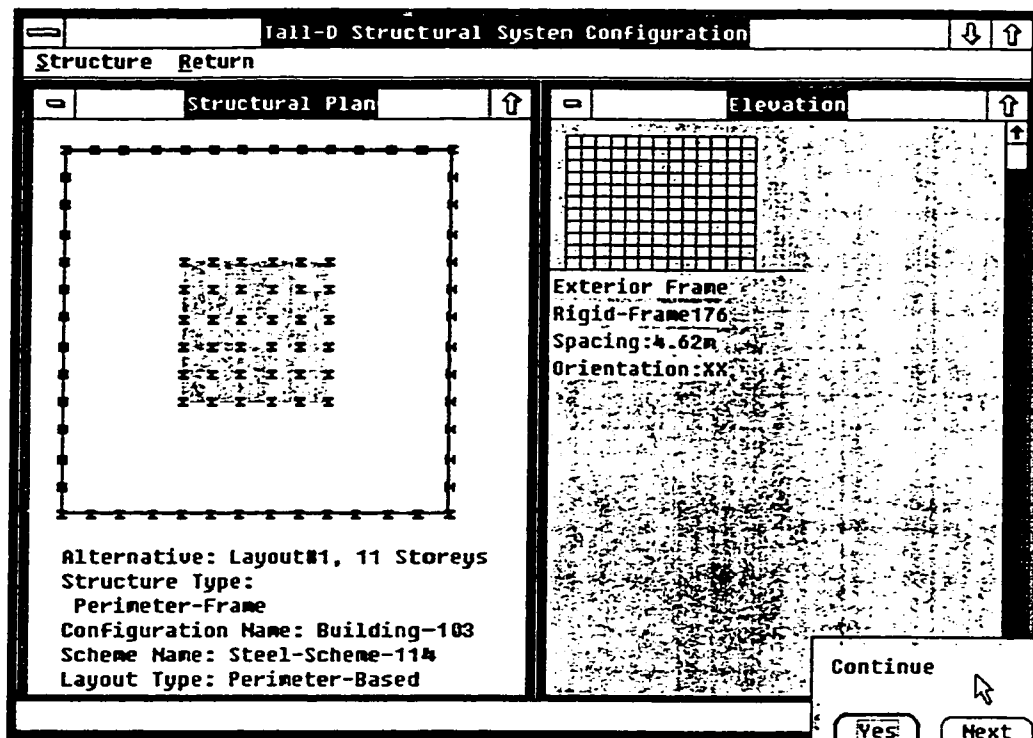 Tall-D Structural System Configuration
Structure Return
Structural Plan
Elevation
Exterior Frame
Rigid-Frame176
Spacing:4.62m
Orientation:XX
Alternative: Layout#1, 11 Storeys
Structure Type:
Perimeter-Frame
Configuration Name: Building-103
Scheme Name: Steel-Scheme-114
Layout Type: Perimeter-Based
Continue
Yes Next